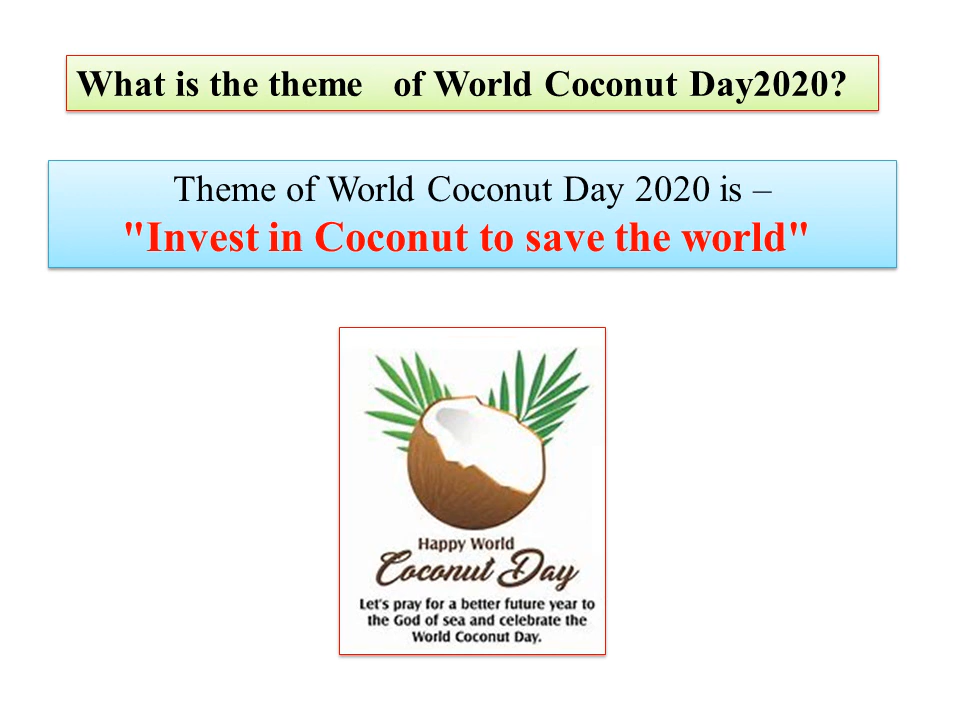 What is the theme of World Coconut Day2020?
Theme of World Coconut Day 2020 is –
"Invest in Coconut to save the world"
Happy World
Coconut Day
Let's pray for a better future year to
the God of sea and celebrate the
World Coconut Day.